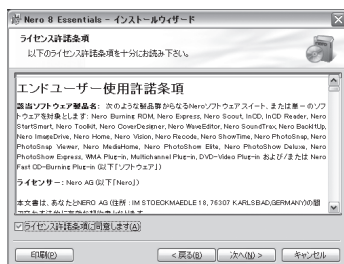 Nero 8 Essentials - インストールウィザード
ライセンス許諾条項
以下のライセンス許諾条項を十分にお読み下さい。
エンドユーザー使用許諾条項
該当ソフトウェア製品名: 次のような製品群からなるNeroソフトウェアスイート、または単一のソフ
トウェアを対象とします: Nero Burning ROM, Nero Express, Nero Scout, InCD, InCD Reader, Nero
StartSmart, Nero Toolkit, Nero CoverDesigner, Nero WaveEditor, Nero SoundTrax, Nero BackItUp,
Nero ImageDrive, Nero Home, Nero Vision, Nero Recode, Nero ShowTime, Nero PhotoSnap, Nero
PhotoSnap Viewer, Nero MediaHome, Nero PhotoShow Elite, Nero PhotoShow Deluxe, Nero
PhotoShow Express, WMA Plug-in, Multichannel Plug-in, DVD-Video Plug-in および/または Nero
Fast CD-Burning Plug-in (以下「ソフトウェア」)
ライセンサー: Nero AG (以下「Nero」)
本文書は、あなたとNERO AG (住所: IM STOECKMAEDLE 18, 76307 KARLSBAD,GERMANY)の間
ライセンス許諾条項に同意します(A)
印刷(P)
< 戻る(B)
次へ(N) >
キャンセル